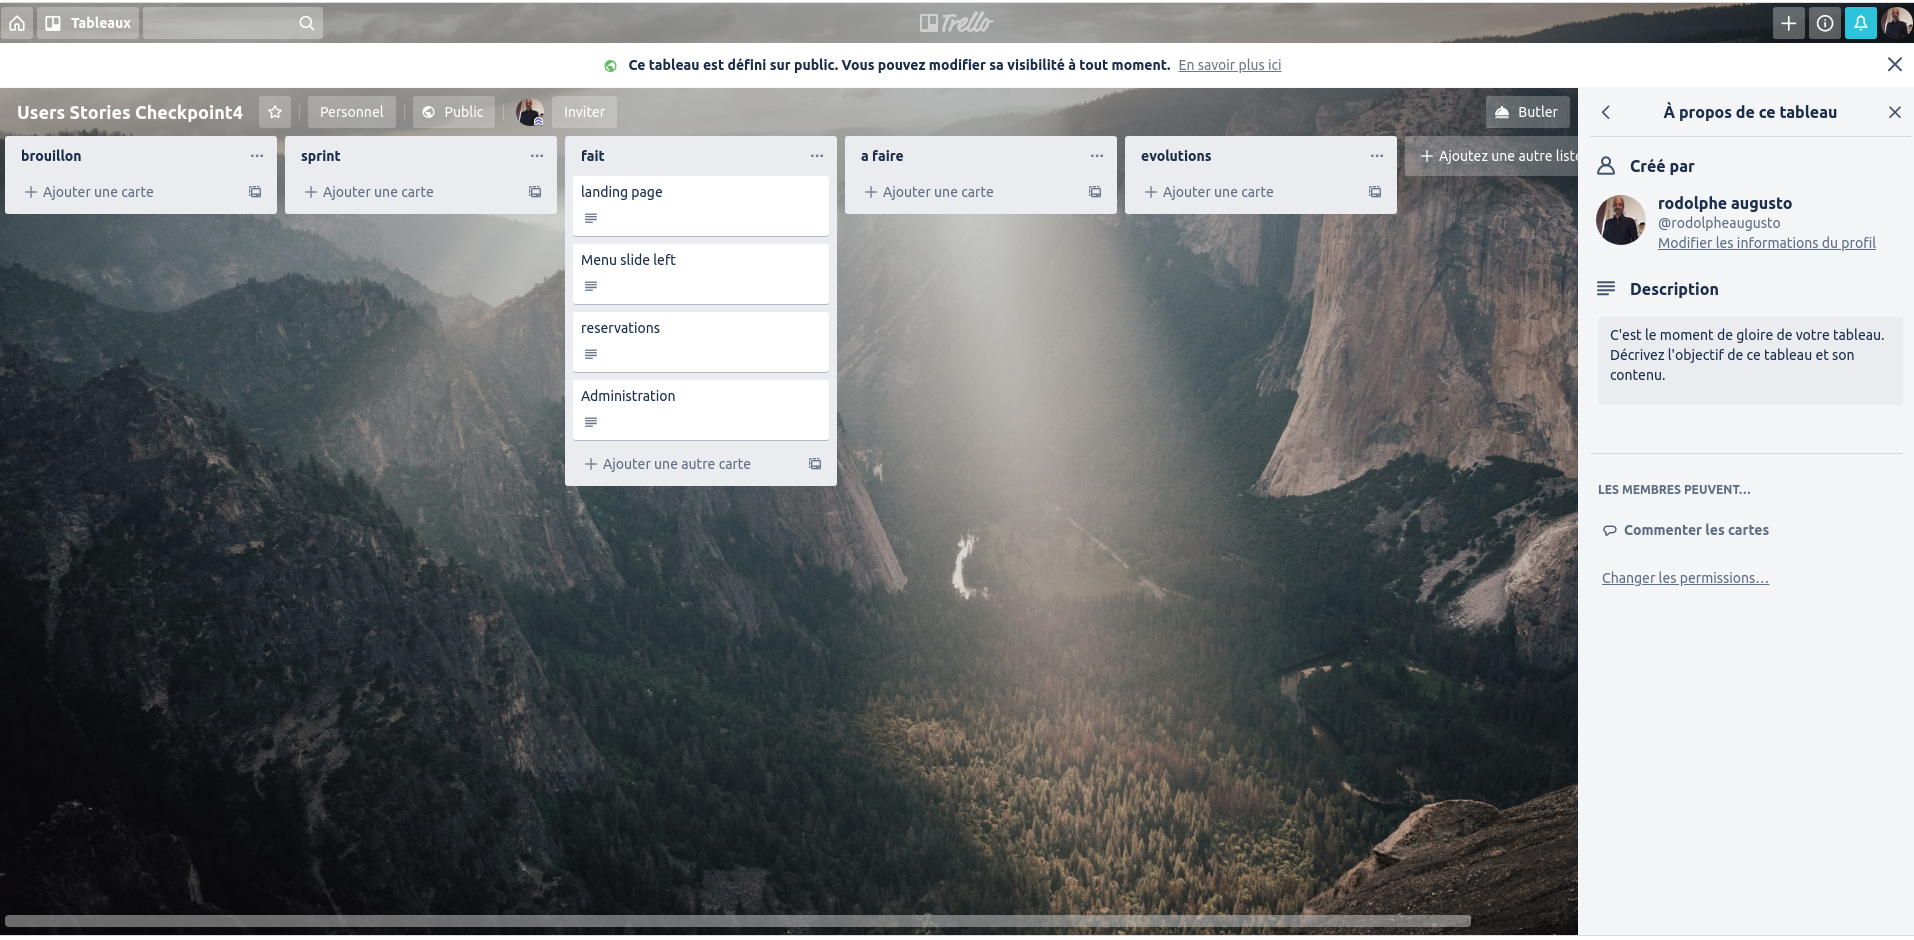 Tableaux
Trello
Ce tableau est défini sur public. Vous pouvez modifier sa visibilité à tout moment. En savoir plus ici
Users Stories Checkpoint4
Personnel
Public
Inviter
Butler
brouillon
Ajouter une carte
sprint
Ajouter une carte
fait
landing page
Menu slide left
reservations
Administration
Ajouter une autre carte
a faire
Ajouter une carte
evolutions
Ajouter une carte
Ajoutez une autre liste
À propos de ce tableau
Créé par
rodolphe augusto
@rodolpheaugusto
Modifier les informations du profil
Description
C'est le moment de gloire de votre tableau.
Décrivez l'objectif de ce tableau et son
contenu.
LES MEMBRES PEUVENT…
Commenter les cartes
Changer les permissions…